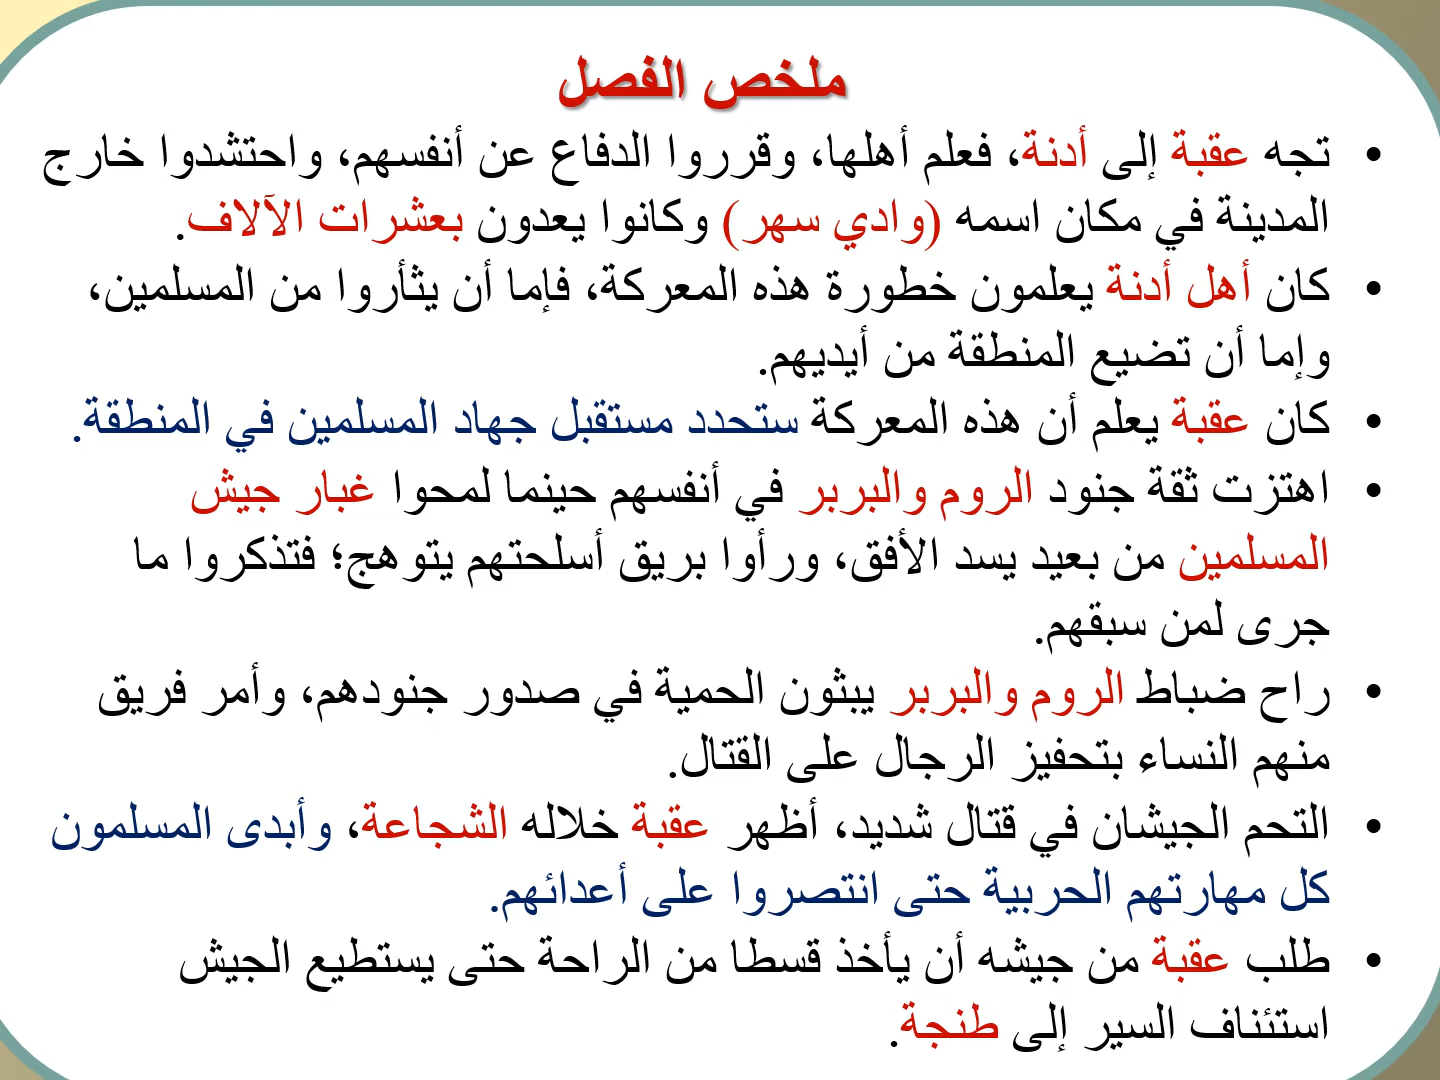 ملخص الفصل
• تجه عقبة إلى أدنة، فعلم أهلها، وقرروا الدفاع عن أنفسهم، واحتشدوا خارج
المدينة في مكان اسمه (وادي سهر) وكانوا يعدون بعشرات الآلاف.
• كان أهل أدنة يعلمون خطورة هذه المعركة، فإما أن يثأروا من المسلمين،
وإما أن تضيع المنطقة من أيديهم.
• كان عقبة يعلم أن هذه المعركة ستحدد مستقبل جهاد المسلمين في المنطقة.
• اهتزت ثقة جنود الروم والبربر في أنفسهم حينما لمحوا غبار جيش
المسلمين من بعيد يسد الأفق، ورأوا بريق أسلحتهم يتوهج؛ فتذكروا ما
جرى لمن سبقهم.
• راح ضباط الروم والبربر يبثون الحمية في صدور جنودهم، وأمر فريق
منهم النساء بتحفيز الرجال على القتال.
• التحم الجيشان في قتال شديد، أظهر عقبة خلاله الشجاعة، وأبدى المسلمون
كل مهارتهم الحربية حتى انتصروا على أعدائهم.
• طلب عقبة من جيشه أن يأخذ قسطا من الراحة حتى يستطيع الجيش
استئناف السير إلى طنجة.